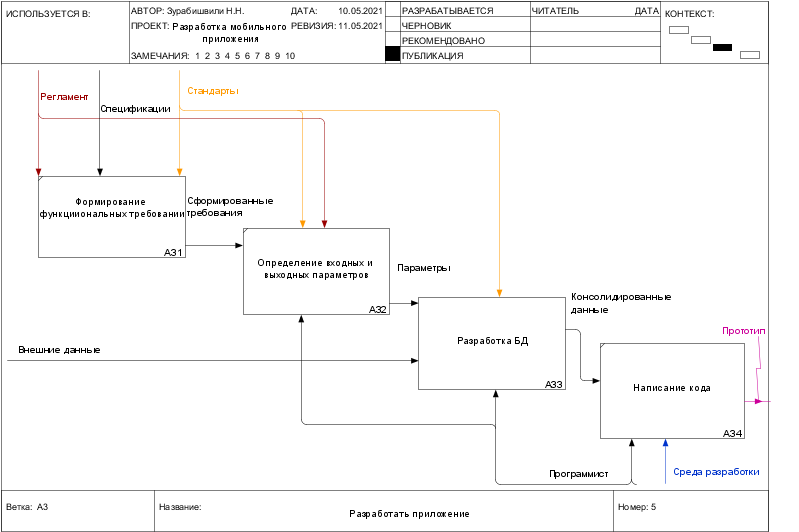 ИСПОЛЬЗУЕТСЯ В:
АВТОР: Зурабишвили Н.Н.
ДАТА: 10.05.2021
ПРОЕКТ: Разработка мобильного приложения
РЕВИЗИЯ: 11.05.2021
ЗАМЕЧАНИЯ: 1 2 3 4 5 6 7 8 9 10
РАЗРАБАТЫВАЕТСЯ
ЧЕРНОВИК
РЕКОМЕНДОВАНО
ПУБЛИКАЦИЯ
ЧИТАТЕЛЬ
ДАТА
КОНТЕКСТ:
Регламент
Спецификации
Стандарты
Формирование
функциональных требовании
A31
Сформированные
требования
Определение входных и
выходных параметров
A32
Параметры
Разработка БД
A33
Консолидированные
данные
Внешние данные
Прототип
Написание кода
A34
Программист
Среда разработки
Ветка: A3
Название:
Разработать приложение
Номер: 5